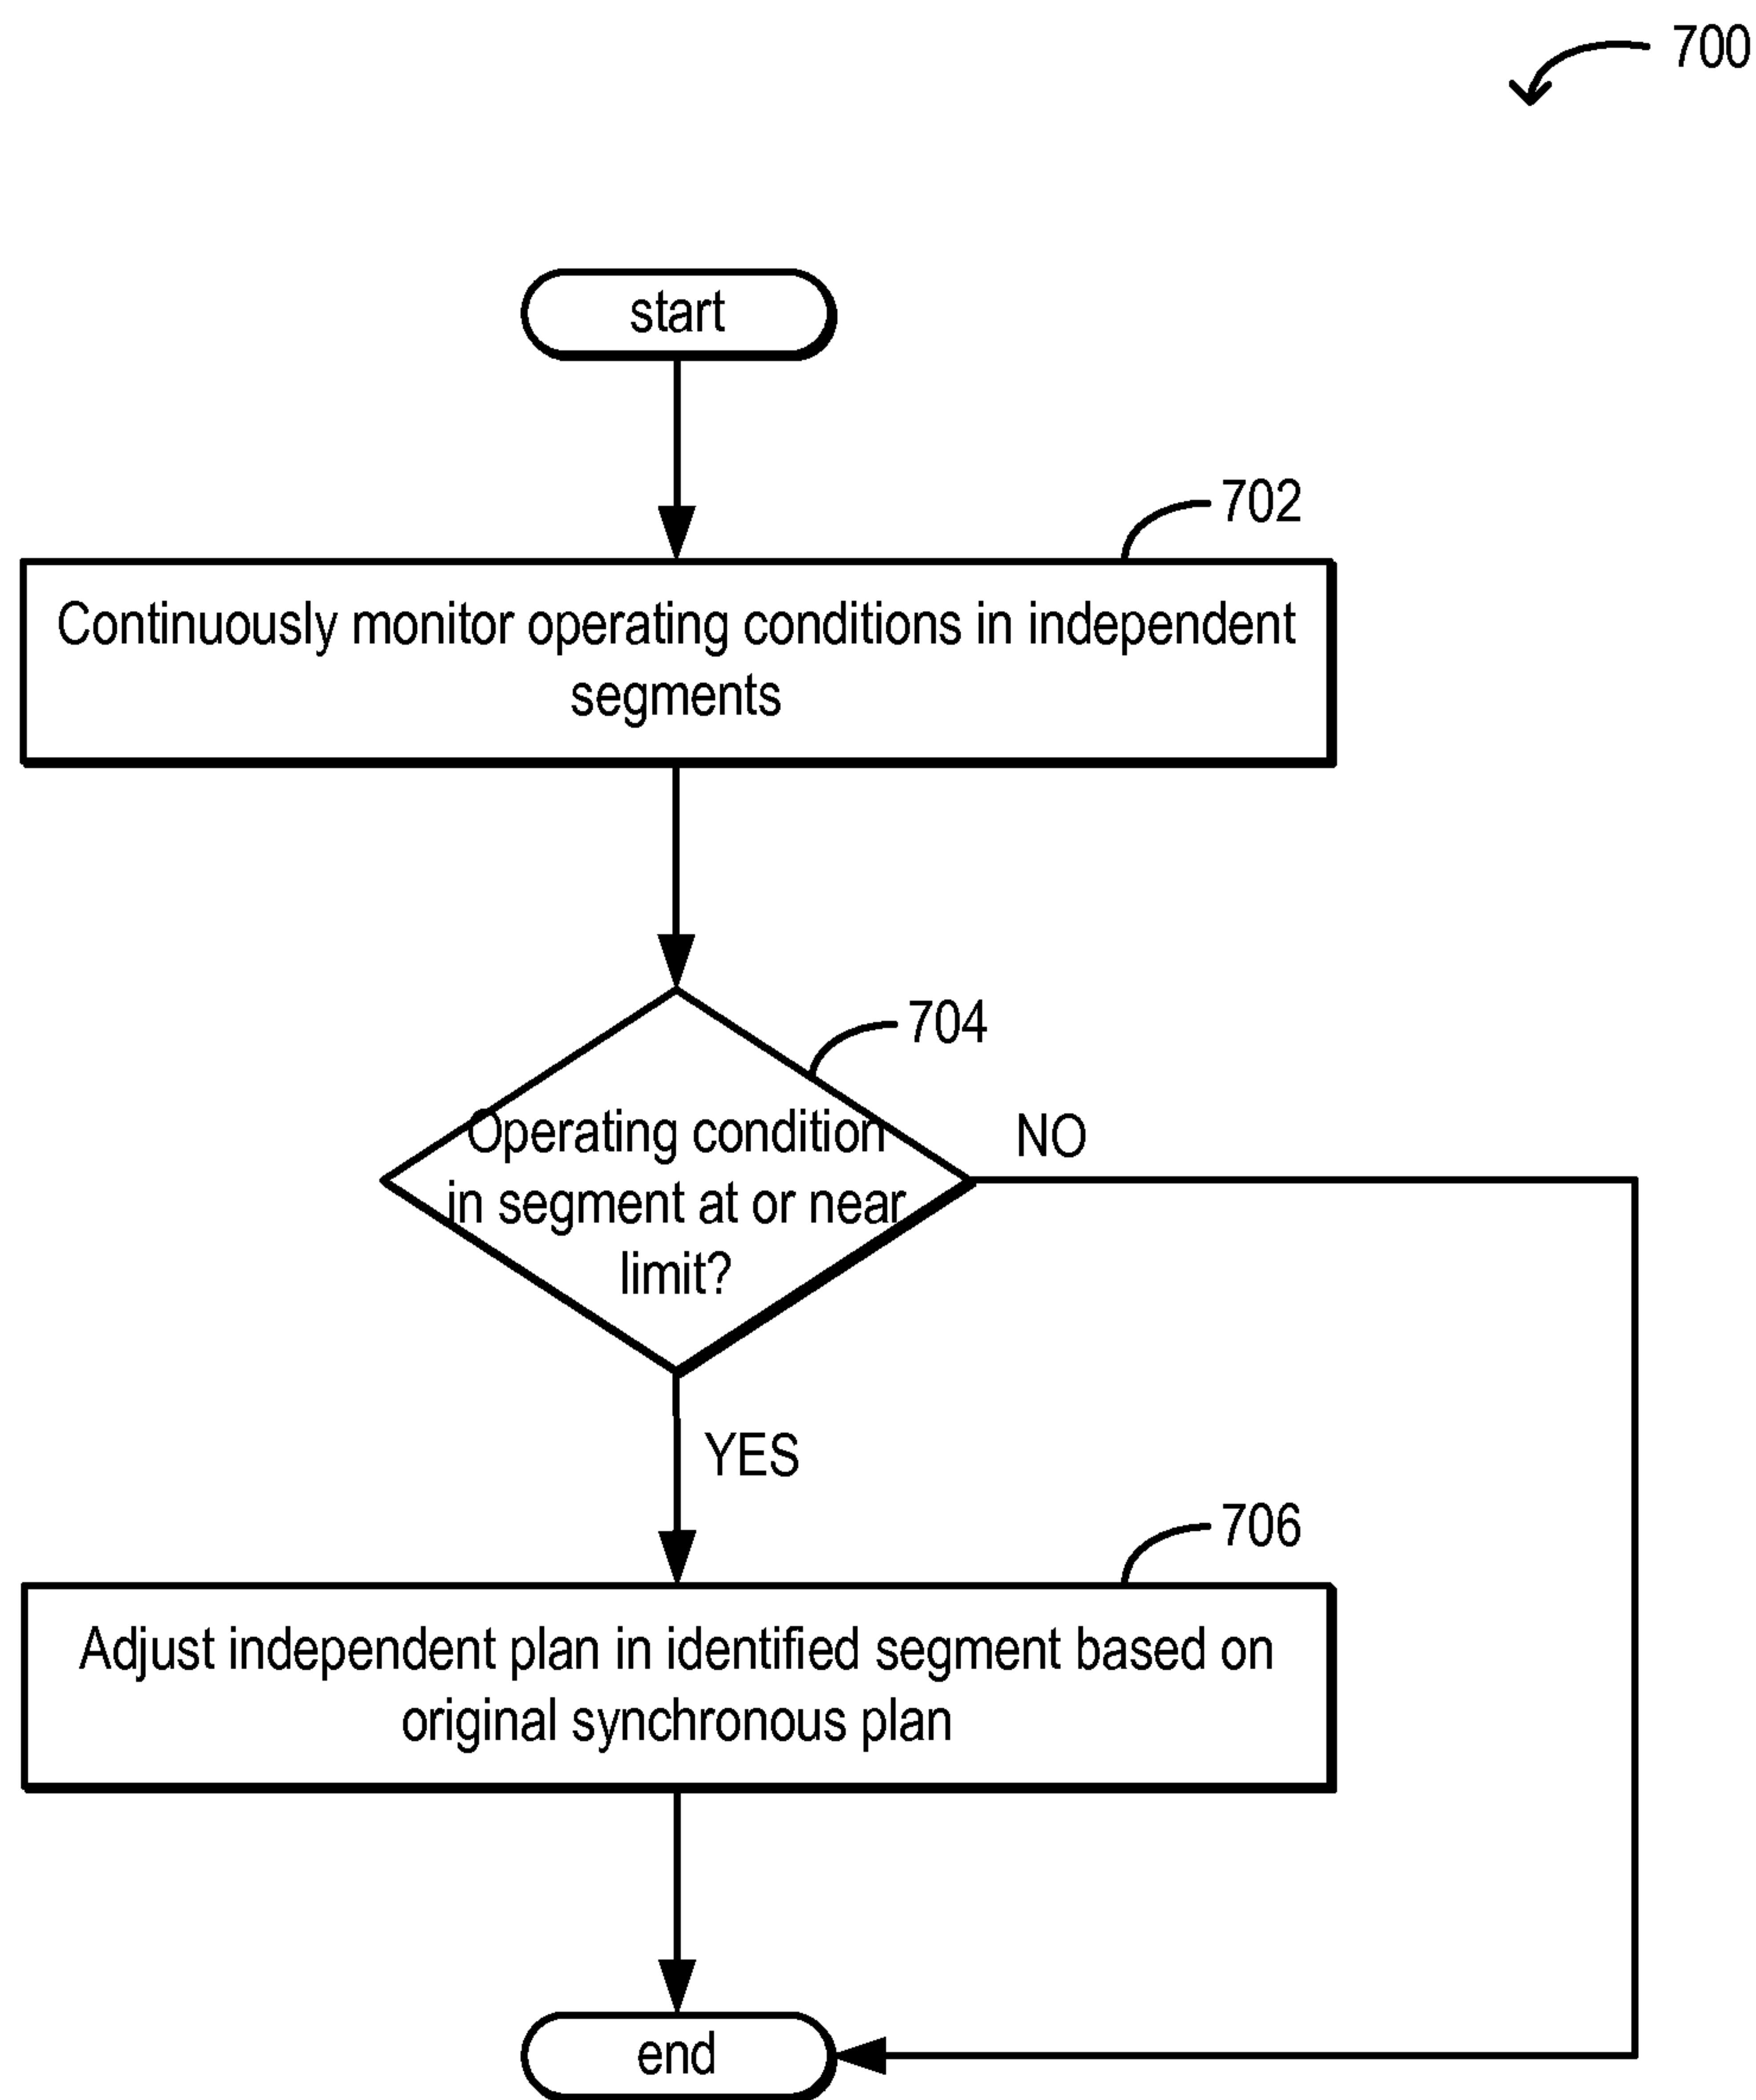 700
start
702
Continuously monitor operating conditions in independent
segments
704
Operating condition
in segment at or near
limit?
NO
YES
706
Adjust independent plan in identified segment based on
original synchronous plan
end